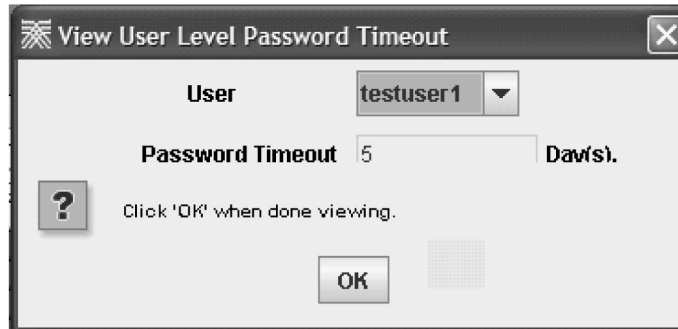 View User Level Password Timeout
User testuser1
Password Timeout 5 Day(s).
?
Click 'OK' when done viewing.
OK